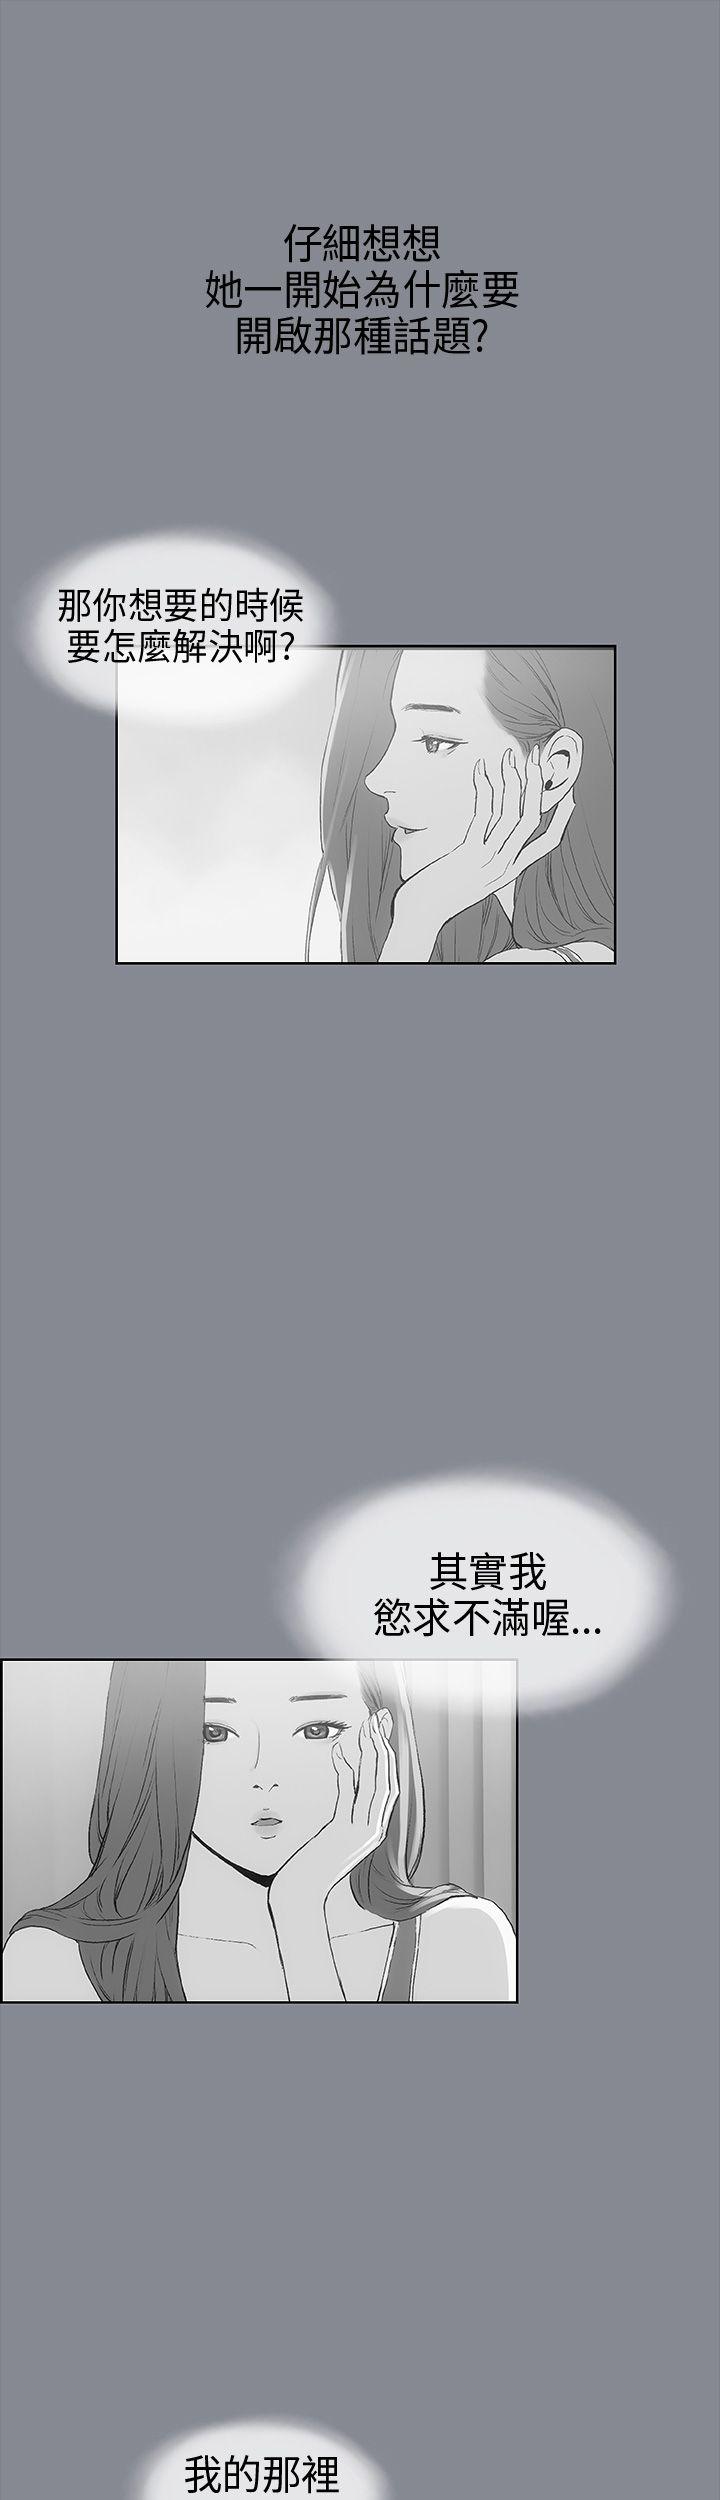 仔細想想
她一開始為什麼要
開啟那種話題?
那你想要的時候
要怎麼解決啊?
其實我
慾求不滿喔...
我的那裡